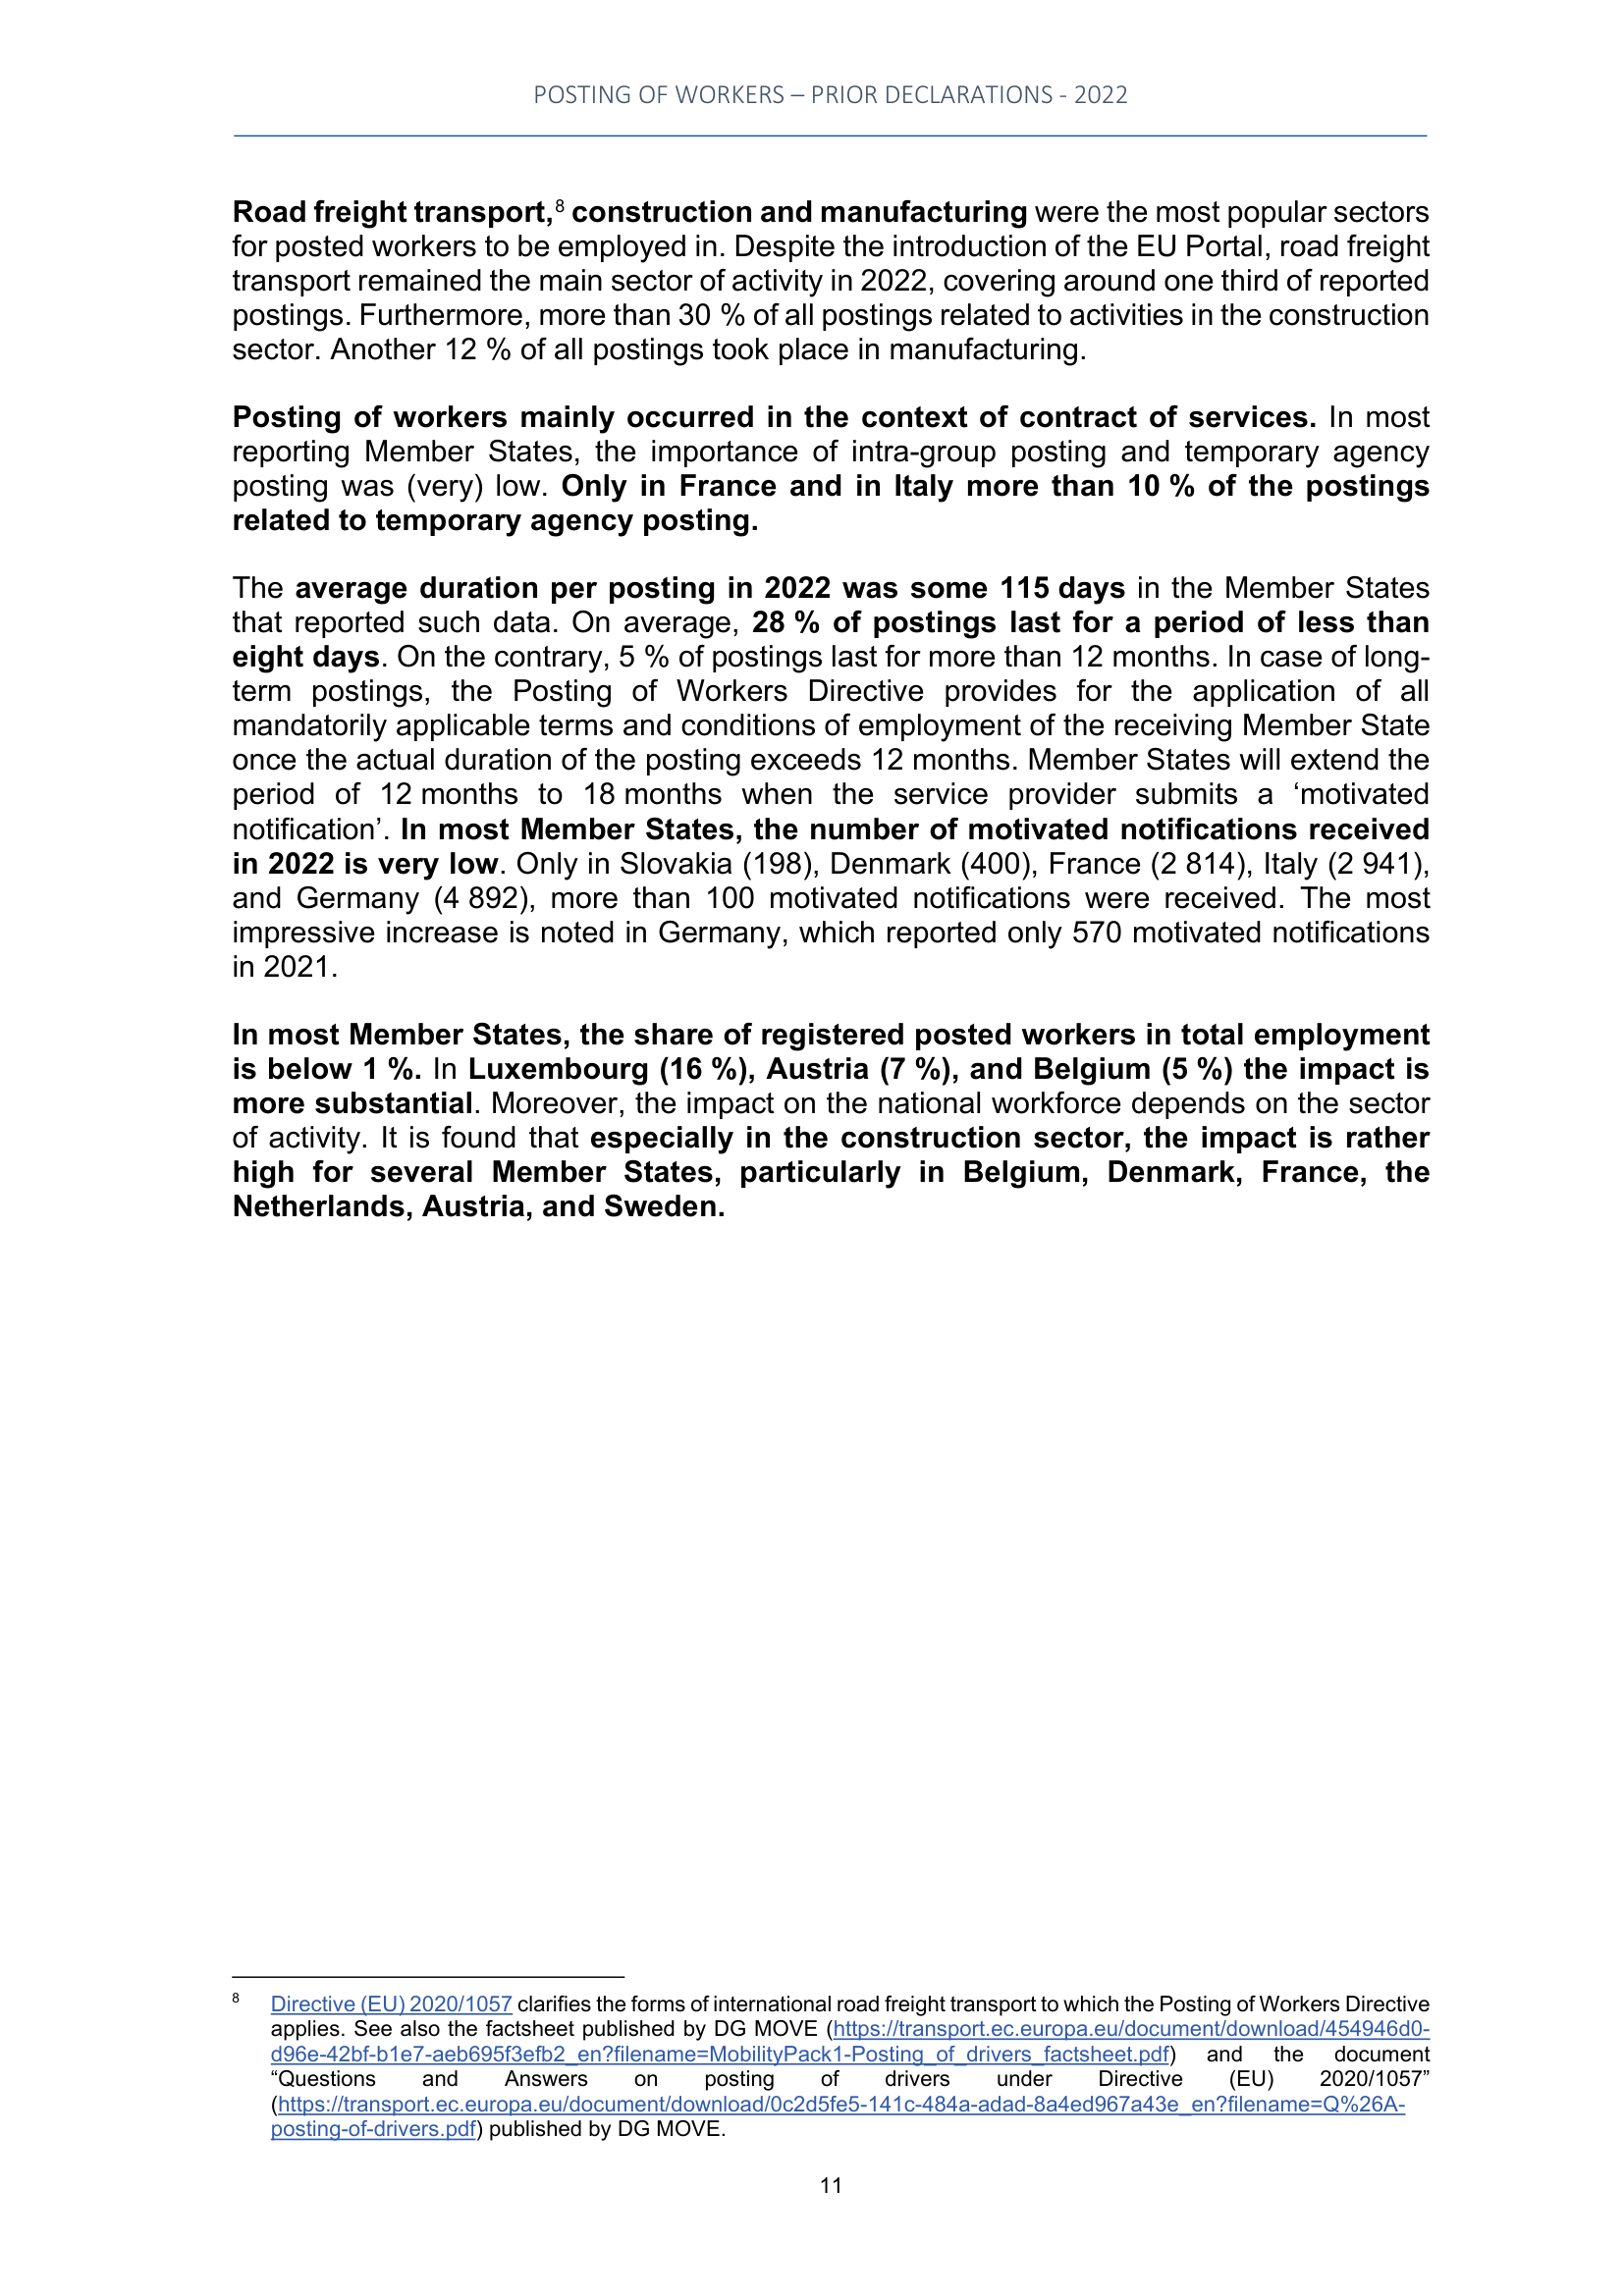 POSTING OF WORKERS – PRIOR DECLARATIONS - 2022
Road freight transport,⁸ construction and manufacturing were the most popular sectors
for posted workers to be employed in. Despite the introduction of the EU Portal, road freight
transport remained the main sector of activity in 2022, covering around one third of reported
postings. Furthermore, more than 30 % of all postings related to activities in the construction
sector. Another 12 % of all postings took place in manufacturing.
Posting of workers mainly occurred in the context of contract of services. In most
reporting Member States, the importance of intra-group posting and temporary agency
posting was (very) low. Only in France and in Italy more than 10 % of the postings
related to temporary agency posting.
The average duration per posting in 2022 was some 115 days in the Member States
that reported such data. On average, 28 % of postings last for a period of less than
eight days. On the contrary, 5 % of postings last for more than 12 months. In case of long-
term postings, the Posting of Workers Directive provides for the application of all
mandatorily applicable terms and conditions of employment of the receiving Member State
once the actual duration of the posting exceeds 12 months. Member States will extend the
period of 12 months to 18 months when the service provider submits a ‘motivated
notification’. In most Member States, the number of motivated notifications received
in 2022 is very low. Only in Slovakia (198), Denmark (400), France (2 814), Italy (2 941),
and Germany (4 892), more than 100 motivated notifications were received. The most
impressive increase is noted in Germany, which reported only 570 motivated notifications
in 2021.
In most Member States, the share of registered posted workers in total employment
is below 1 %. In Luxembourg (16 %), Austria (7 %), and Belgium (5 %) the impact is
more substantial. Moreover, the impact on the national workforce depends on the sector
of activity. It is found that especially in the construction sector, the impact is rather
high for several Member States, particularly in Belgium, Denmark, France, the
Netherlands, Austria, and Sweden.
⁸ Directive (EU) 2020/1057 clarifies the forms of international road freight transport to which the Posting of Workers Directive
applies. See also the factsheet published by DG MOVE (https://transport.ec.europa.eu/document/download/454946d0-
d96e-42bf-b1e7-aeb695f3efb2_en?filename=MobilityPack1-Posting_of_drivers_factsheet.pdf) and the document
“Questions and Answers on posting of drivers under Directive (EU) 2020/1057”
(https://transport.ec.europa.eu/document/download/0c2d5fe5-141c-484a-adad-8a4ed967a43e_en?filename=Q%26A-
posting-of-drivers.pdf) published by DG MOVE.
11